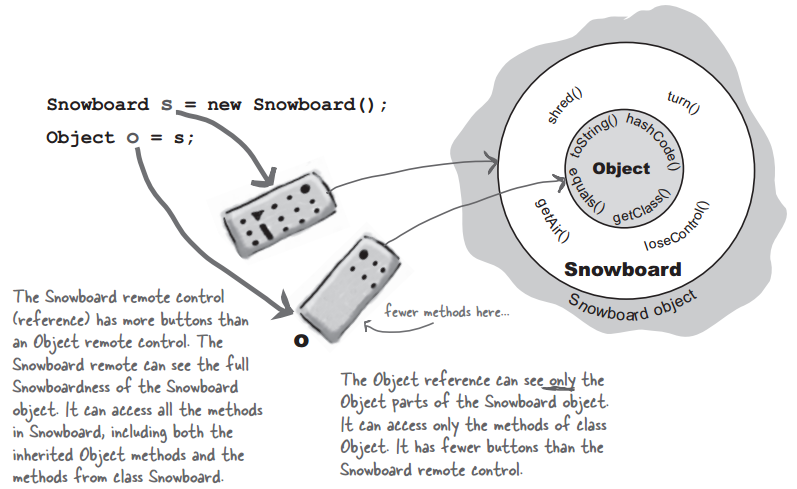 Snowboard s = new Snowboard();
Object o = s;
shred()
turn()
toString()
hashCode()
Object
equals()
getClass()
getAir()
loseControl()
Snowboard
Snowboard object
o
fewer methods here...
The Snowboard remote control
(reference) has more buttons than
an Object remote control. The
Snowboard remote can see the full
Snowboardness of the Snowboard
object. It can access all the methods
in Snowboard, including both the
inherited Object methods and the
methods from class Snowboard.
The Object reference can see only the
Object parts of the Snowboard object.
It can access only the methods of class
Object. It has fewer buttons than the
Snowboard remote control.